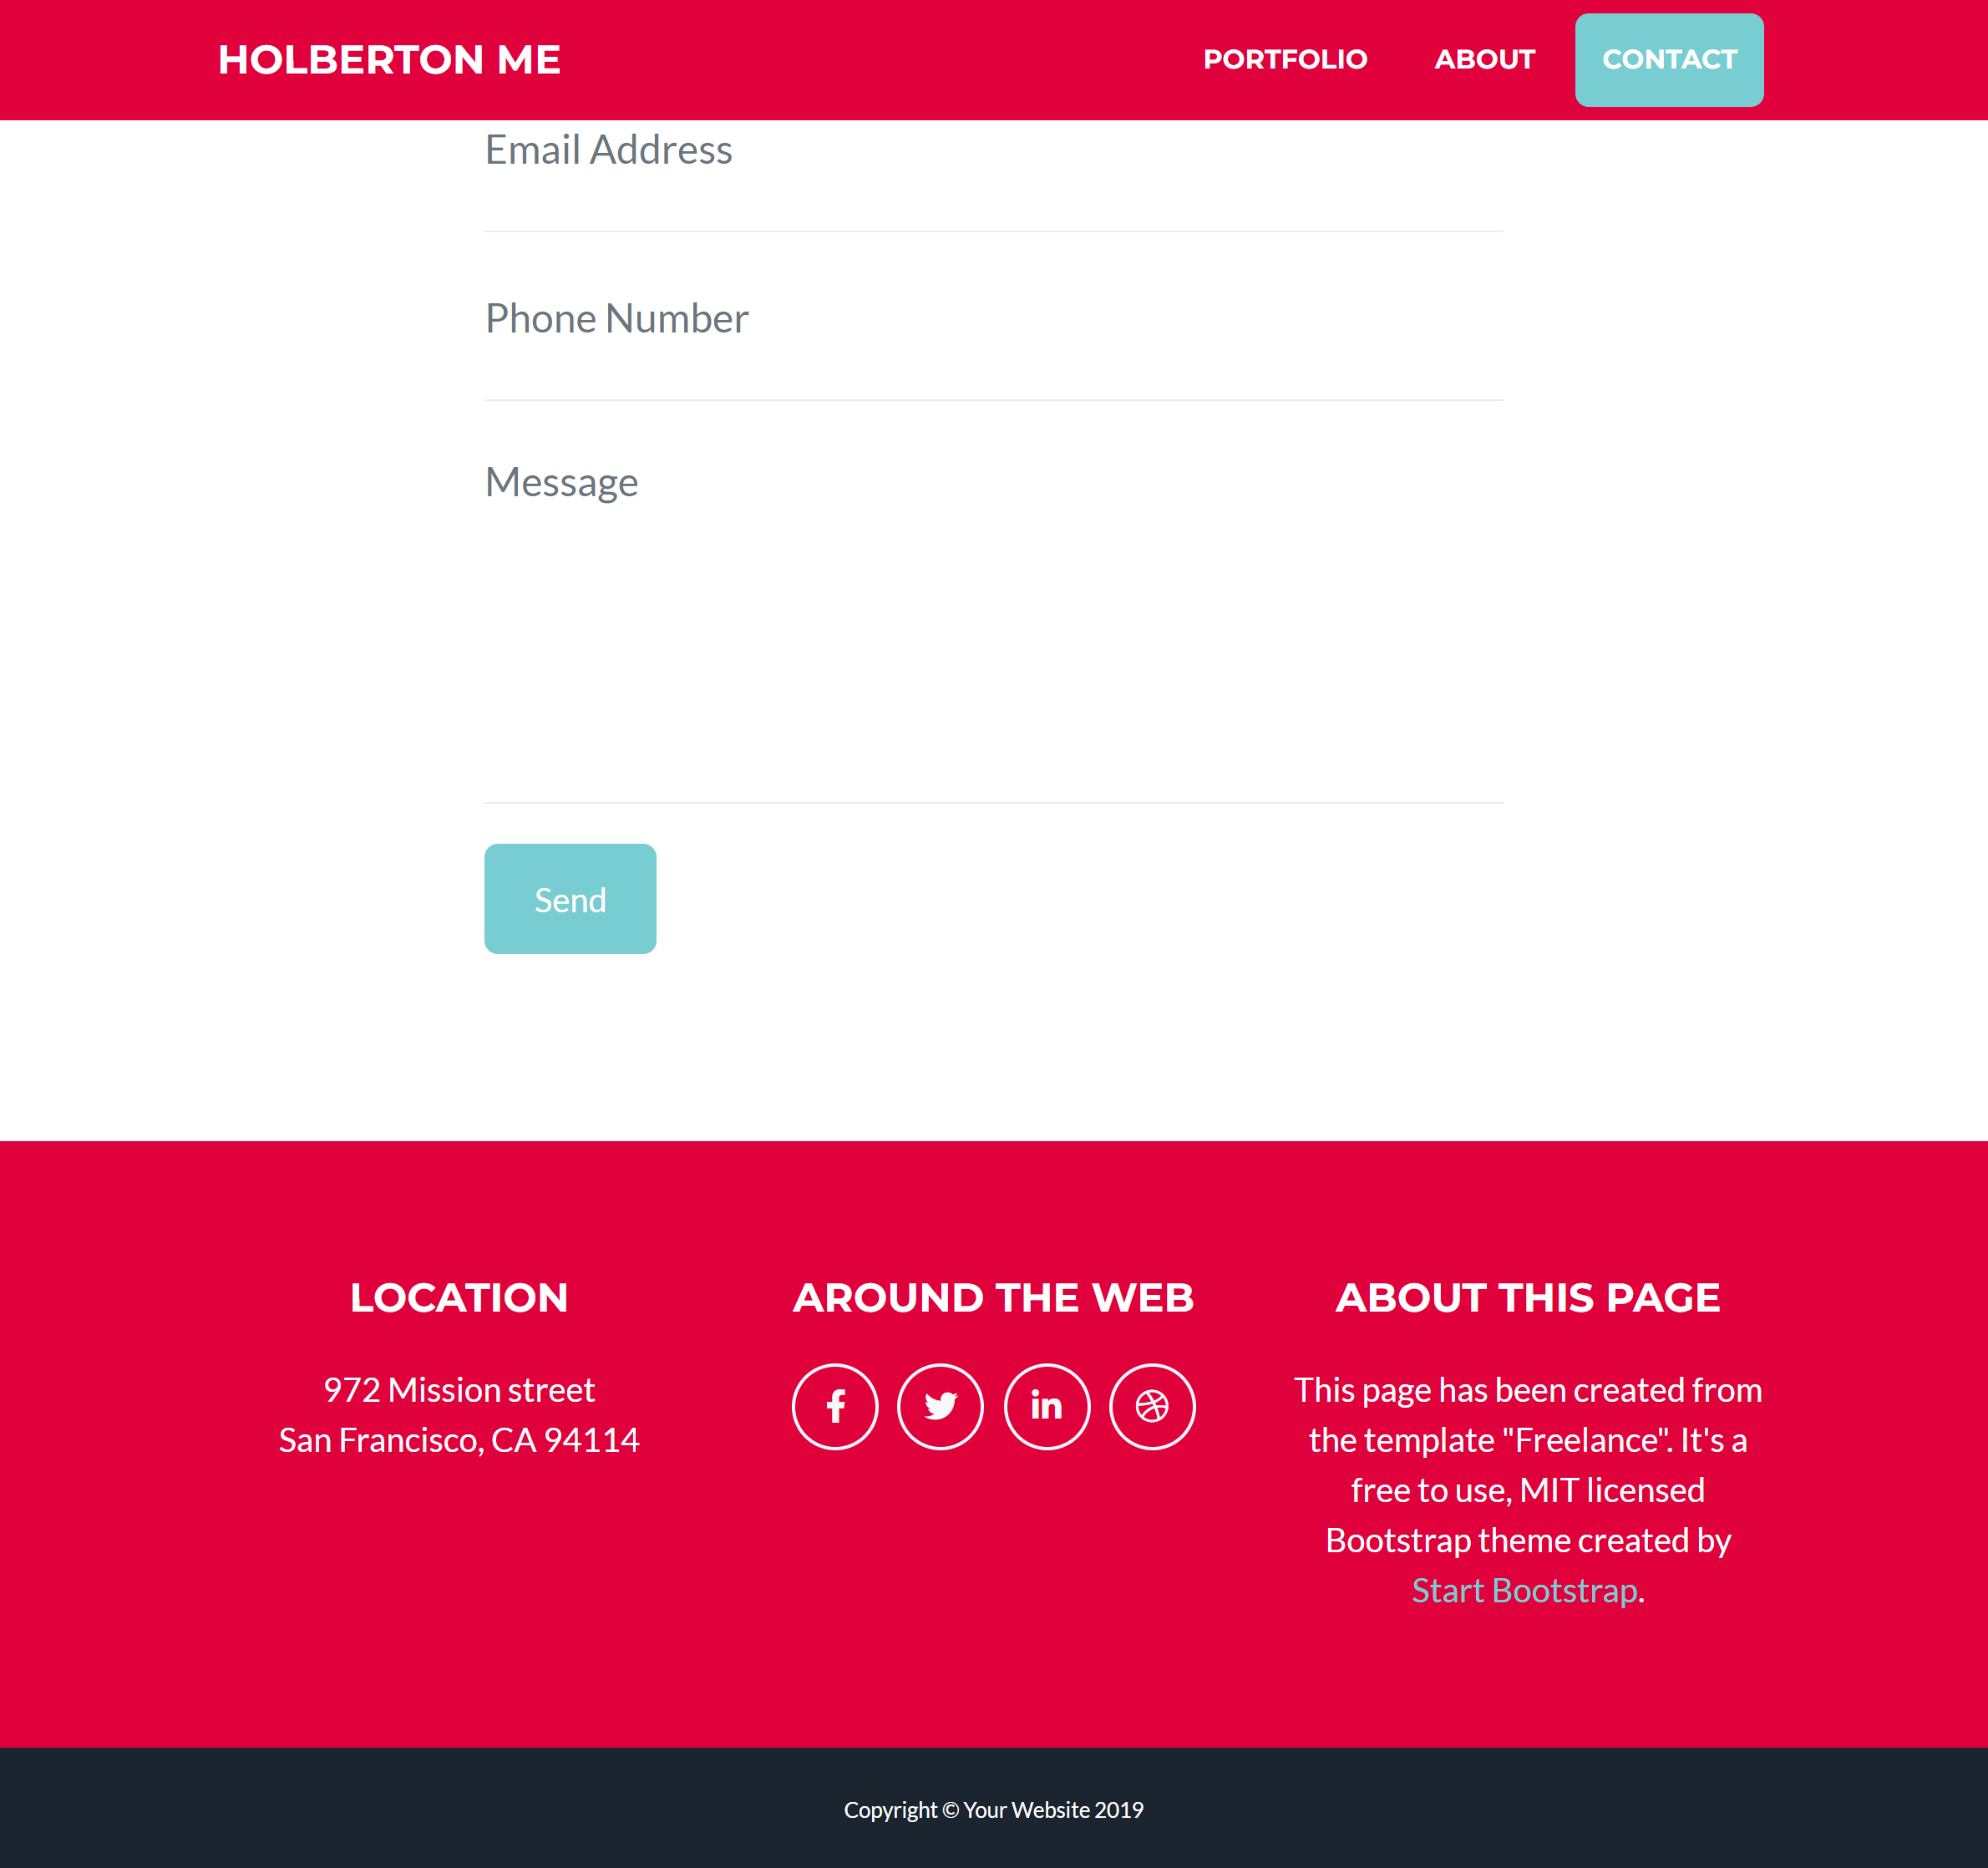 HOLBERTON ME
PORTFOLIO
ABOUT
CONTACT
Email Address
Phone Number
Message
Send
LOCATION
972 Mission street
San Francisco, CA 94114
AROUND THE WEB
ABOUT THIS PAGE
This page has been created from
the template "Freelance". It's a
free to use, MIT licensed
Bootstrap theme created by
Start Bootstrap.
Copyright © Your Website 2019